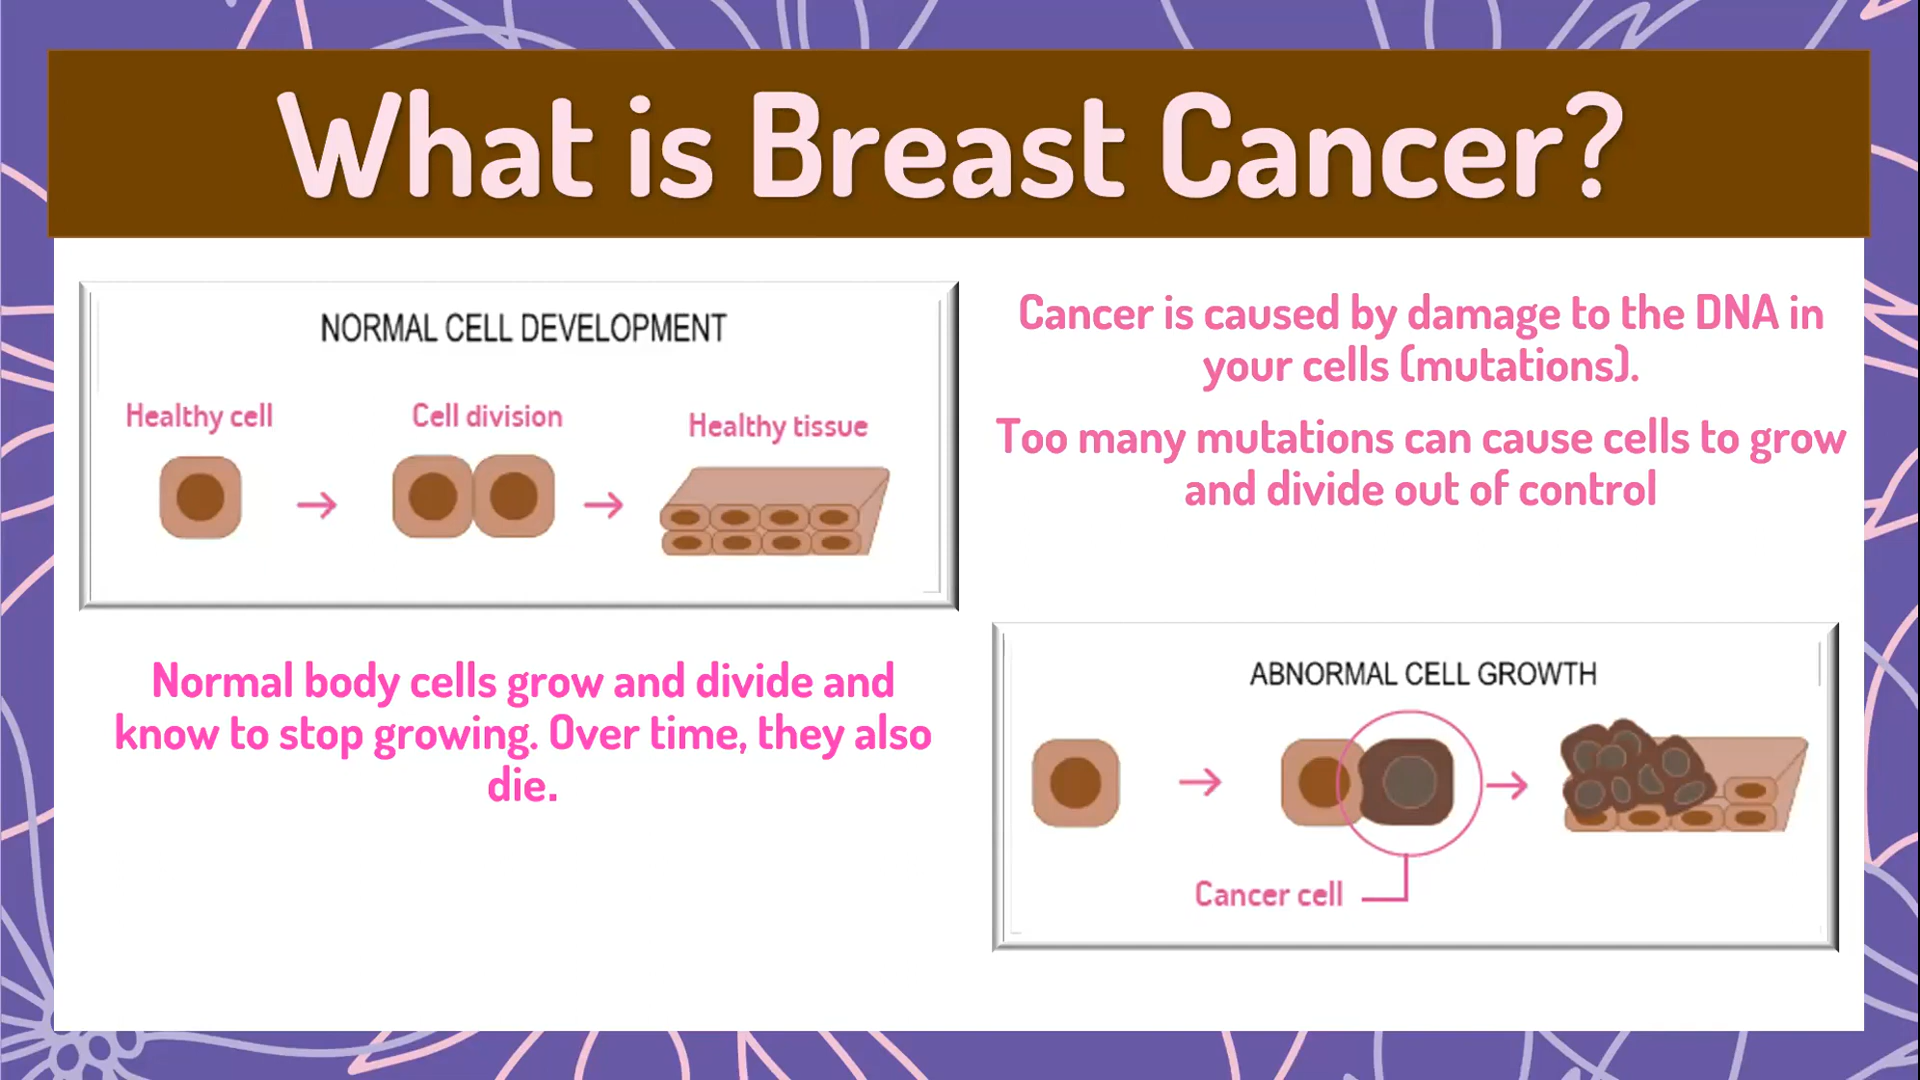 What is Breast Cancer?
NORMAL CELL DEVELOPMENT
Healthy cell
Cell division
Healthy tissue
Normal body cells grow and divide and
know to stop growing. Over time, they also
die.
Cancer is caused by damage to the DNA in
your cells (mutations).
Too many mutations can cause cells to grow
and divide out of control
ABNORMAL CELL GROWTH
Cancer cell